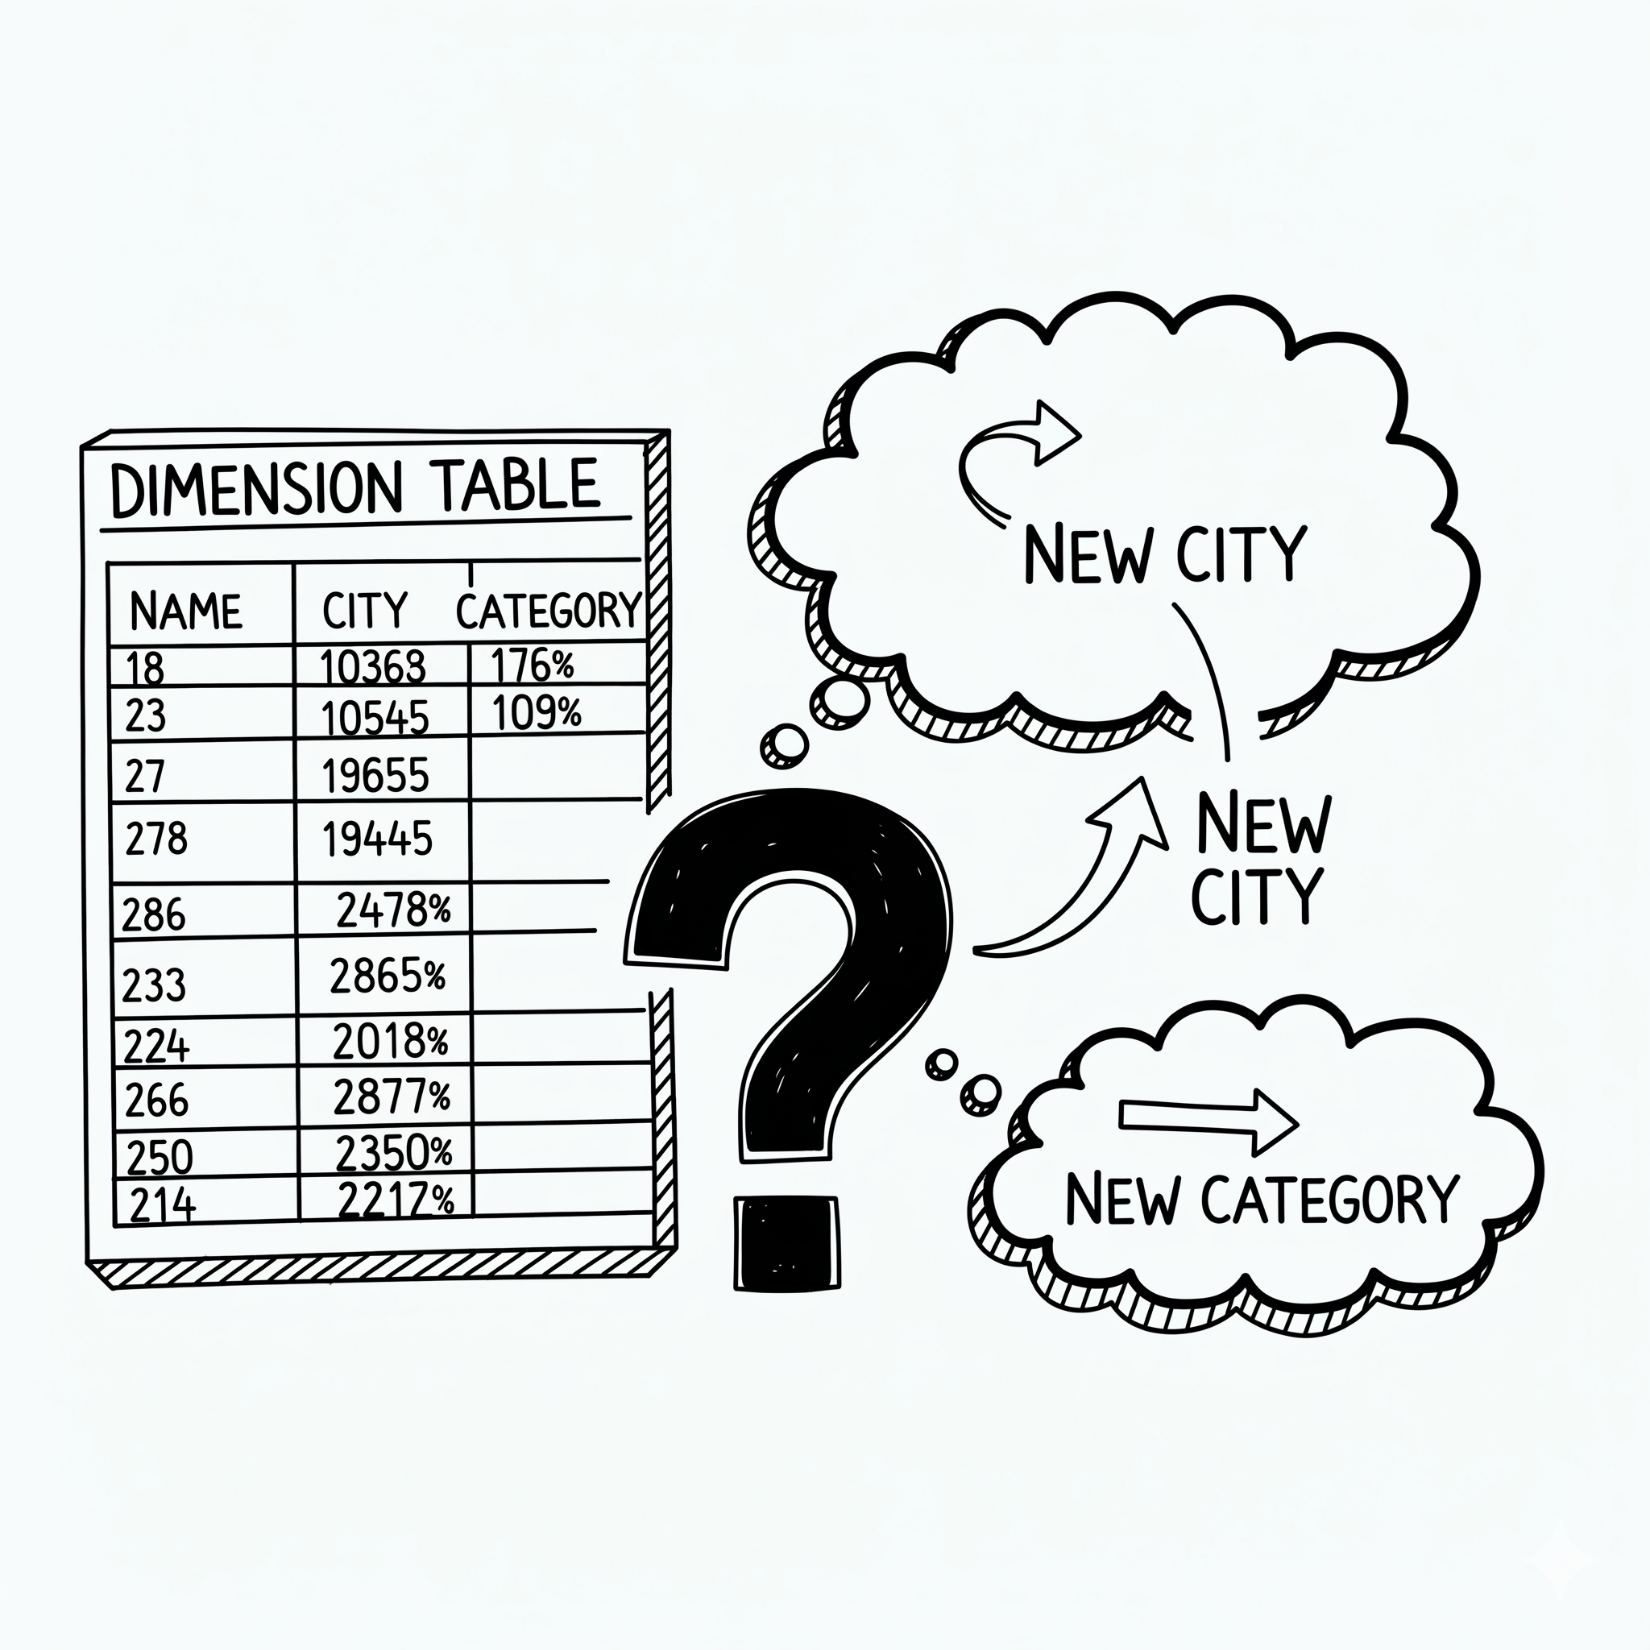 DIMENSION TABLE
NAME CITY CATEGORY
18 10368 176%
23 10545 109%
27 19655
278 19445
286 2478%
233 2865%
224 2018%
266 2877%
250 2350%
214 2217%
NEW CITY
NEW
CITY
NEW CATEGORY